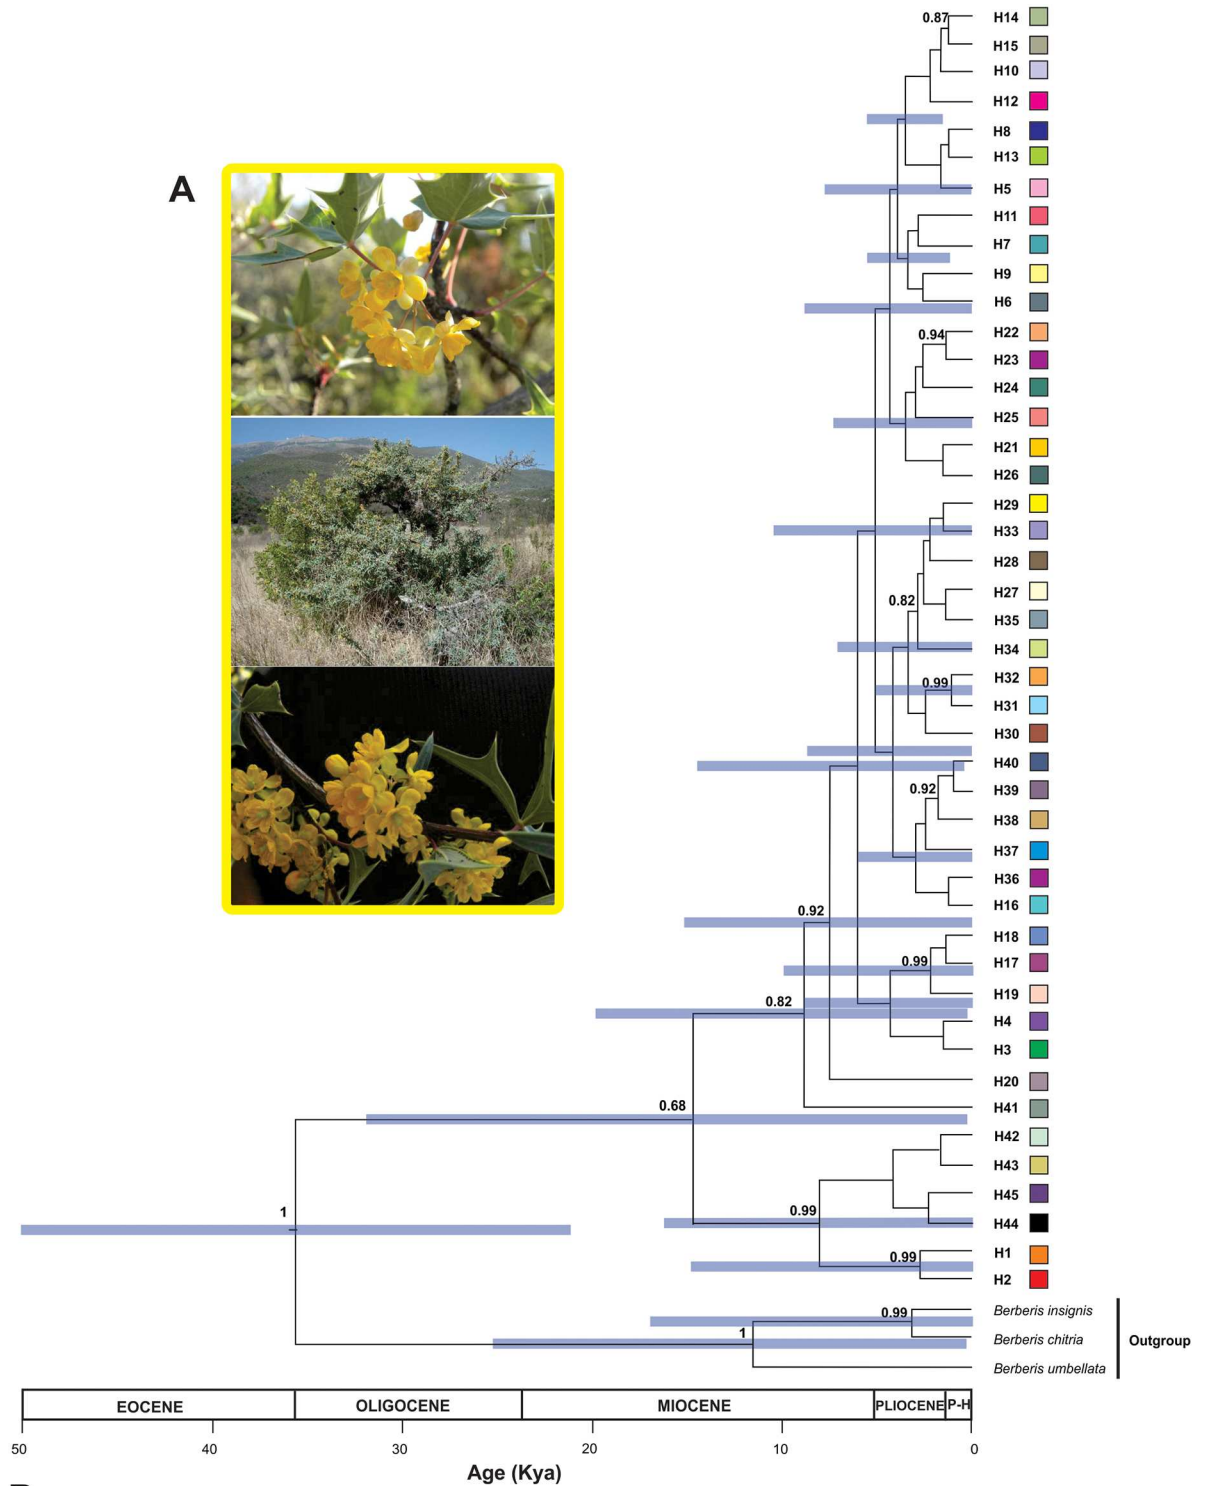 0.87
H14
H15
H10
H12
H8
H13
A
H5
H11
H7
H9
H6
0.94
H22
H23
H24
H25
H21
H26
H29
H33
H28
0.82
H27
H35
H34
0.99
H32
H31
H30
H40
0.92
H39
H38
H37
H36
H16
0.92
H18
0.99
H17
H19
0.82
H4
H3
H20
0.68
H41
H42
H43
H45
1
0.99
H44
0.99
H1
H2
0.99
Berberis insignis
1
Berberis chitria
Outgroup
Berberis umbellata
EOCENE OLIGOCENE MIOCENE PLIOCENE P-H
50 40 30 20 10 0
Age (Kya)